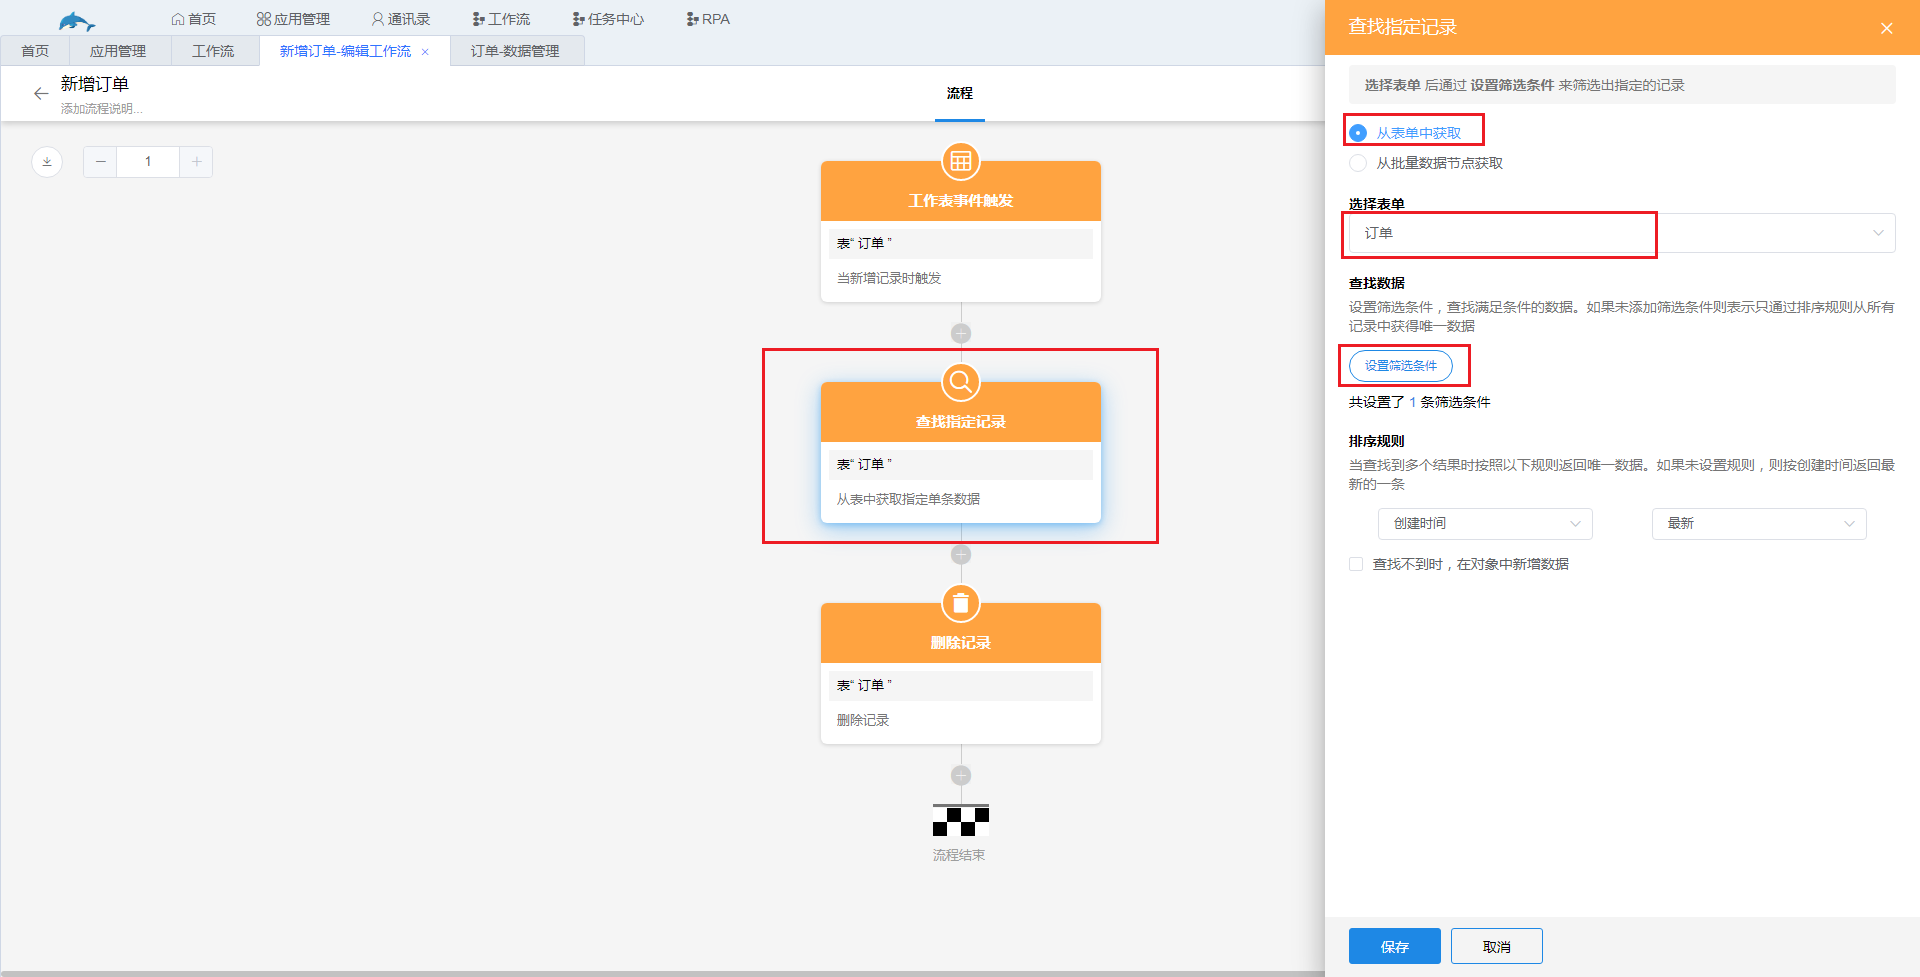 首页
应用管理
通讯录
工作流
任务中心
RPA
首页
应用管理
工作流
新增订单-编辑工作流 ×
订单-数据管理
新增订单
添加流程说明...
流程
1
工作表事件触发
表“ 订单 ”
当新增记录时触发
查找指定记录
表“ 订单 ”
从表中获取指定单条数据
删除记录
表“ 订单 ”
删除记录
流程结束
查找指定记录
选择表单 后通过 设置筛选条件 来筛选出指定的记录
从表单中获取
从批量数据节点获取
选择表单
订单
查找数据
设置筛选条件，查找满足条件的数据。如果未添加筛选条件则表示只通过排序规则从所有
记录中获得唯一数据
设置筛选条件
共设置了 1 条筛选条件
排序规则
当查找到多个结果时按照以下规则返回唯一数据。如果未设置规则，则按创建时间返回最
新的一条
创建时间
最新
查找不到时，在对象中新增数据
保存
取消